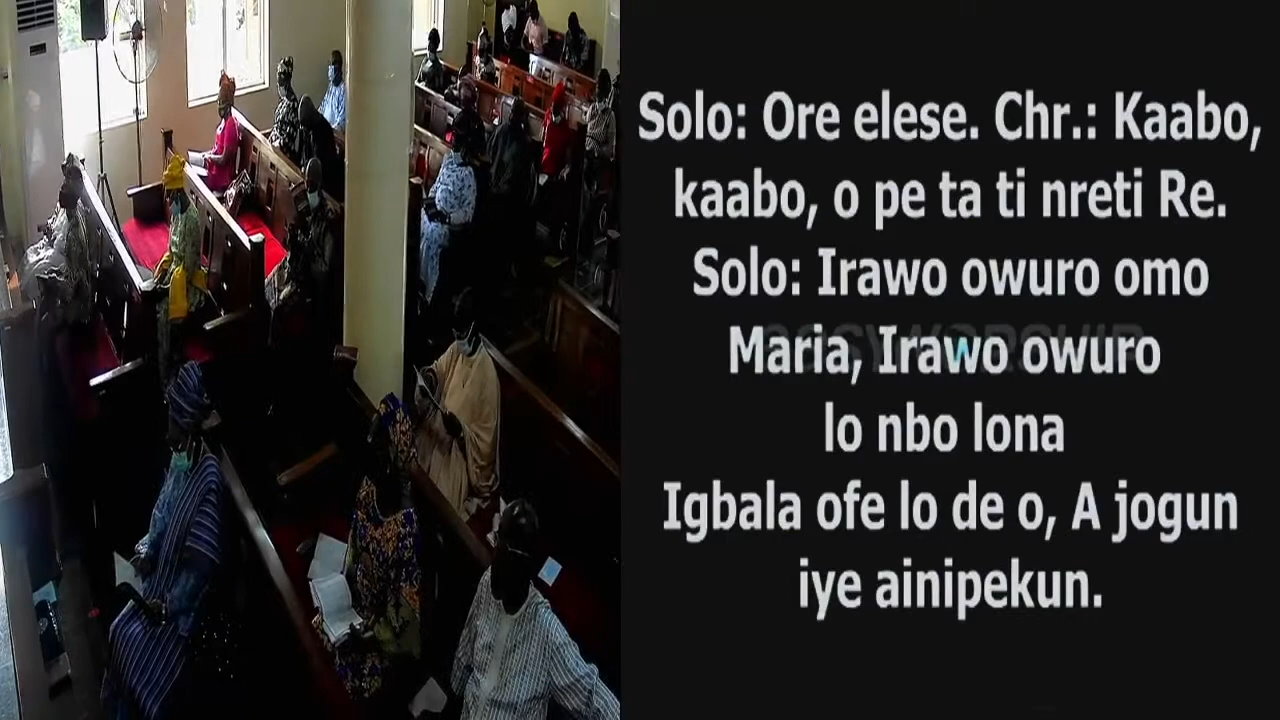 Solo: Ore elese. Chr.: Kaabo,
kaabo, o pe ta ti nreti Re.
Solo: Irawo owuro omo
Maria, Irawo owuro
lo nbo lona
Igbala ofe lo de o, A jogun
iye ainipekun.